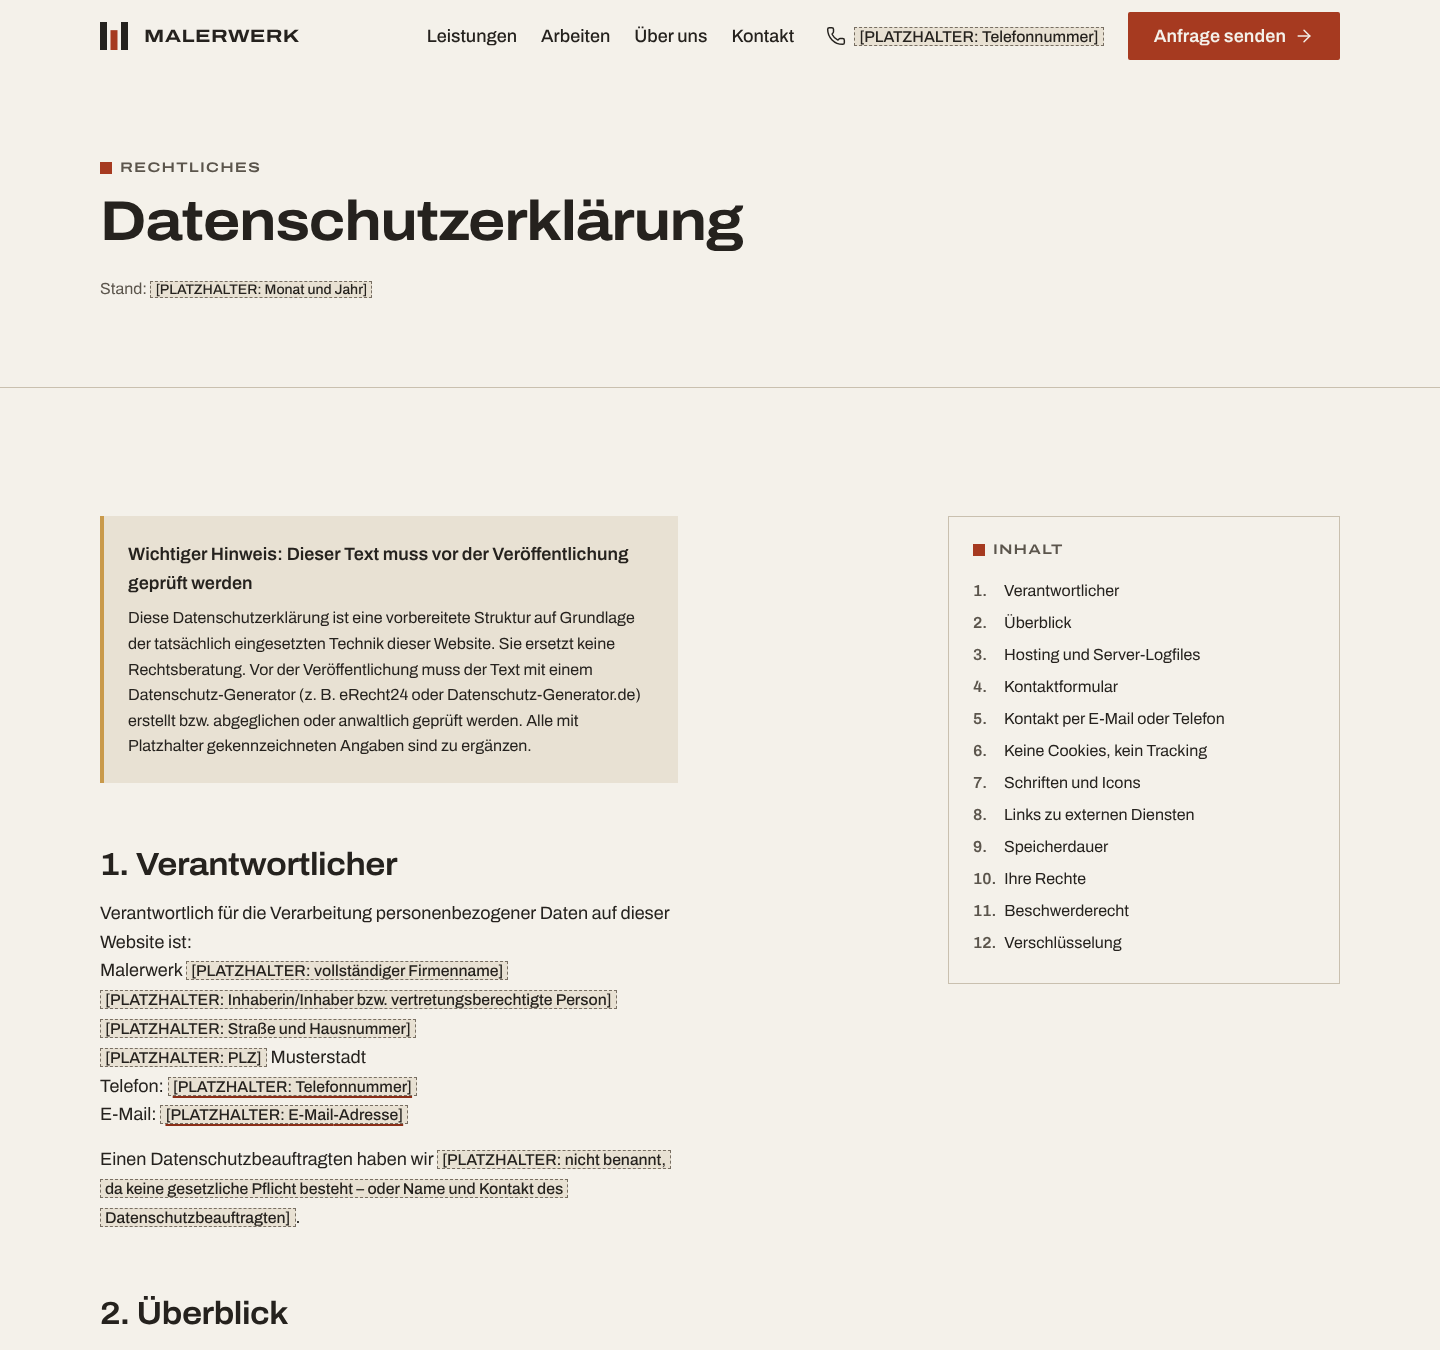 MALERWERK
Leistungen Arbeiten Über uns Kontakt [PLATZHALTER: Telefonnummer] Anfrage senden
RECHTLICHES
Datenschutzerklärung
Stand: [PLATZHALTER: Monat und Jahr]
Wichtiger Hinweis: Dieser Text muss vor der Veröffentlichung
geprüft werden
Diese Datenschutzerklärung ist eine vorbereitete Struktur auf Grundlage
der tatsächlich eingesetzten Technik dieser Website. Sie ersetzt keine
Rechtsberatung. Vor der Veröffentlichung muss der Text mit einem
Datenschutz-Generator (z. B. eRecht24 oder Datenschutz-Generator.de)
erstellt bzw. abgeglichen oder anwaltlich geprüft werden. Alle mit
Platzhalter gekennzeichneten Angaben sind zu ergänzen.
1. Verantwortlicher
Verantwortlich für die Verarbeitung personenbezogener Daten auf dieser
Website ist:
Malerwerk [PLATZHALTER: vollständiger Firmenname]
[PLATZHALTER: Inhaberin/Inhaber bzw. vertretungsberechtigte Person]
[PLATZHALTER: Straße und Hausnummer]
[PLATZHALTER: PLZ] Musterstadt
Telefon: [PLATZHALTER: Telefonnummer]
E-Mail: [PLATZHALTER: E-Mail-Adresse]
Einen Datenschutzbeauftragten haben wir [PLATZHALTER: nicht benannt,
da keine gesetzliche Pflicht besteht – oder Name und Kontakt des
Datenschutzbeauftragten].
2. Überblick
INHALT
1. Verantwortlicher
2. Überblick
3. Hosting und Server-Logfiles
4. Kontaktformular
5. Kontakt per E-Mail oder Telefon
6. Keine Cookies, kein Tracking
7. Schriften und Icons
8. Links zu externen Diensten
9. Speicherdauer
10. Ihre Rechte
11. Beschwerderecht
12. Verschlüsselung